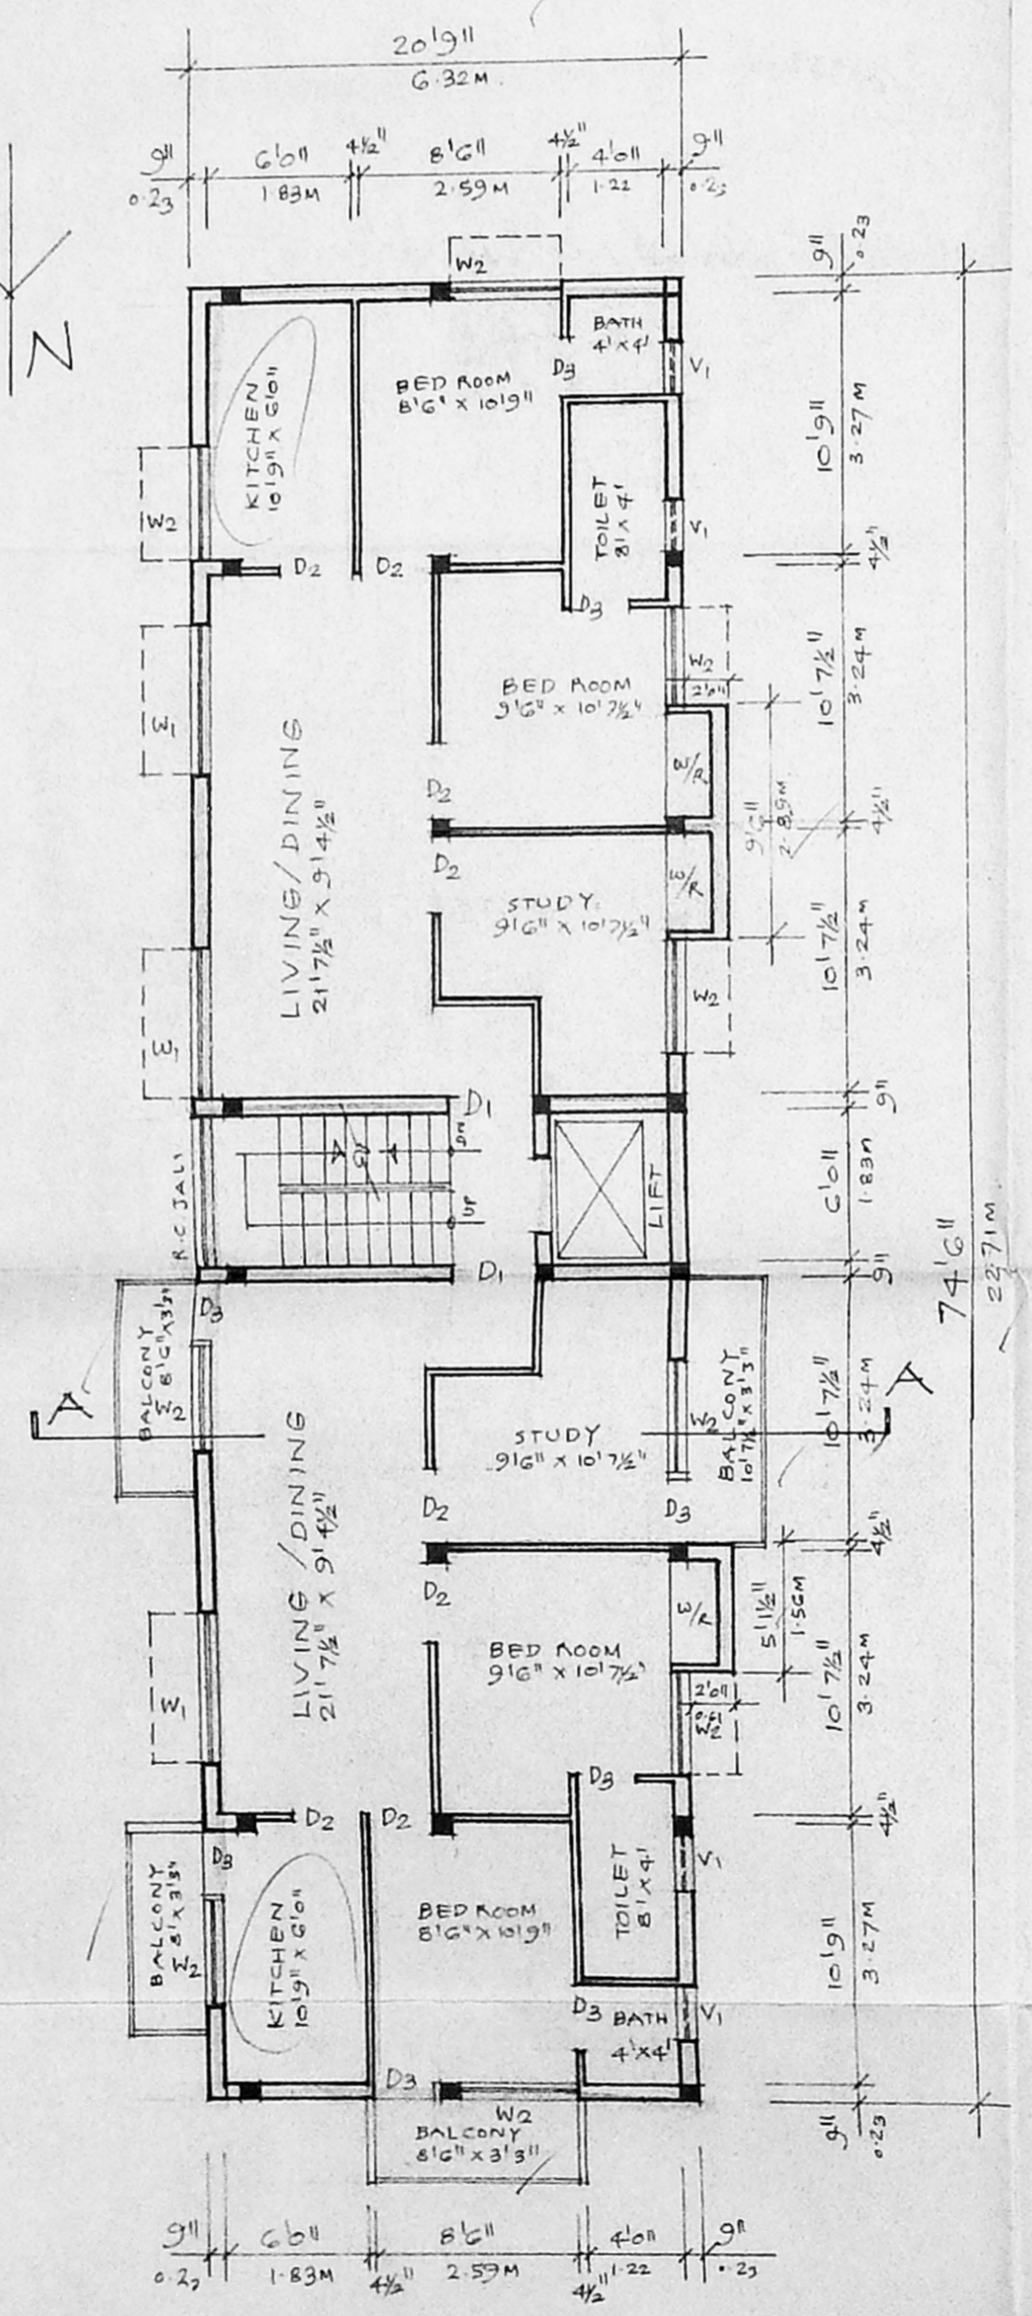 20'9"
6.32M.
9"
0.23
6'0"
1.83M
4½"
8'6"
2.59M
4½"
4'0"
1.22
9"
0.23
N
W2
9"
0.23
BATH
4'X4'
D3
V1
BED ROOM
8'6" X 10'9"
KITCHEN
10'9" X 6'0"
10'9"
3.27M
W2
TOILET
8'X4'
V1
D2
D2
4½"
D3
W2
2'0"
BED ROOM
9'6" X 10'7½"
10'7½"
3.24M
W1
W/R
9'6"
2.89M
LIVING/DINING
21'7½" X 9'4½"
D2
4½"
D2
W/R
STUDY
9'6" X 10'7½"
10'7½"
3.24M
W2
W1
D1
9"
R.C. JALI
DN
UP
LIFT
6'0"
1.83M
74'6"
22.71M
D1
9"
D3
BALCONY
8'6"X3'3"
W2
A
A
BALCONY
10'7½"X3'3"
W2
10'7½"
3.24M
STUDY
9'6" X 10'7½"
LIVING/DINING
21'7½" X 9'4½"
D2
D3
4½"
D2
W/R
5'1½"
1.56M
BED ROOM
9'6" X 10'7½"
10'7½"
3.24M
W1
2'0"
0.61
W2
D3
D2
D2
4½"
D3
V1
BALCONY
8'X3'3"
W2
KITCHEN
10'9" X 6'0"
BED ROOM
8'6"X10'9"
TOILET
8'X4'
10'9"
3.27M
D3
BATH
4'X4'
V1
D3
W2
BALCONY
8'6"X3'3"
9"
0.23
9"
0.23
6'0"
1.83M
4½"
8'6"
2.59M
4½"
4'0"
1.22
9"
0.23